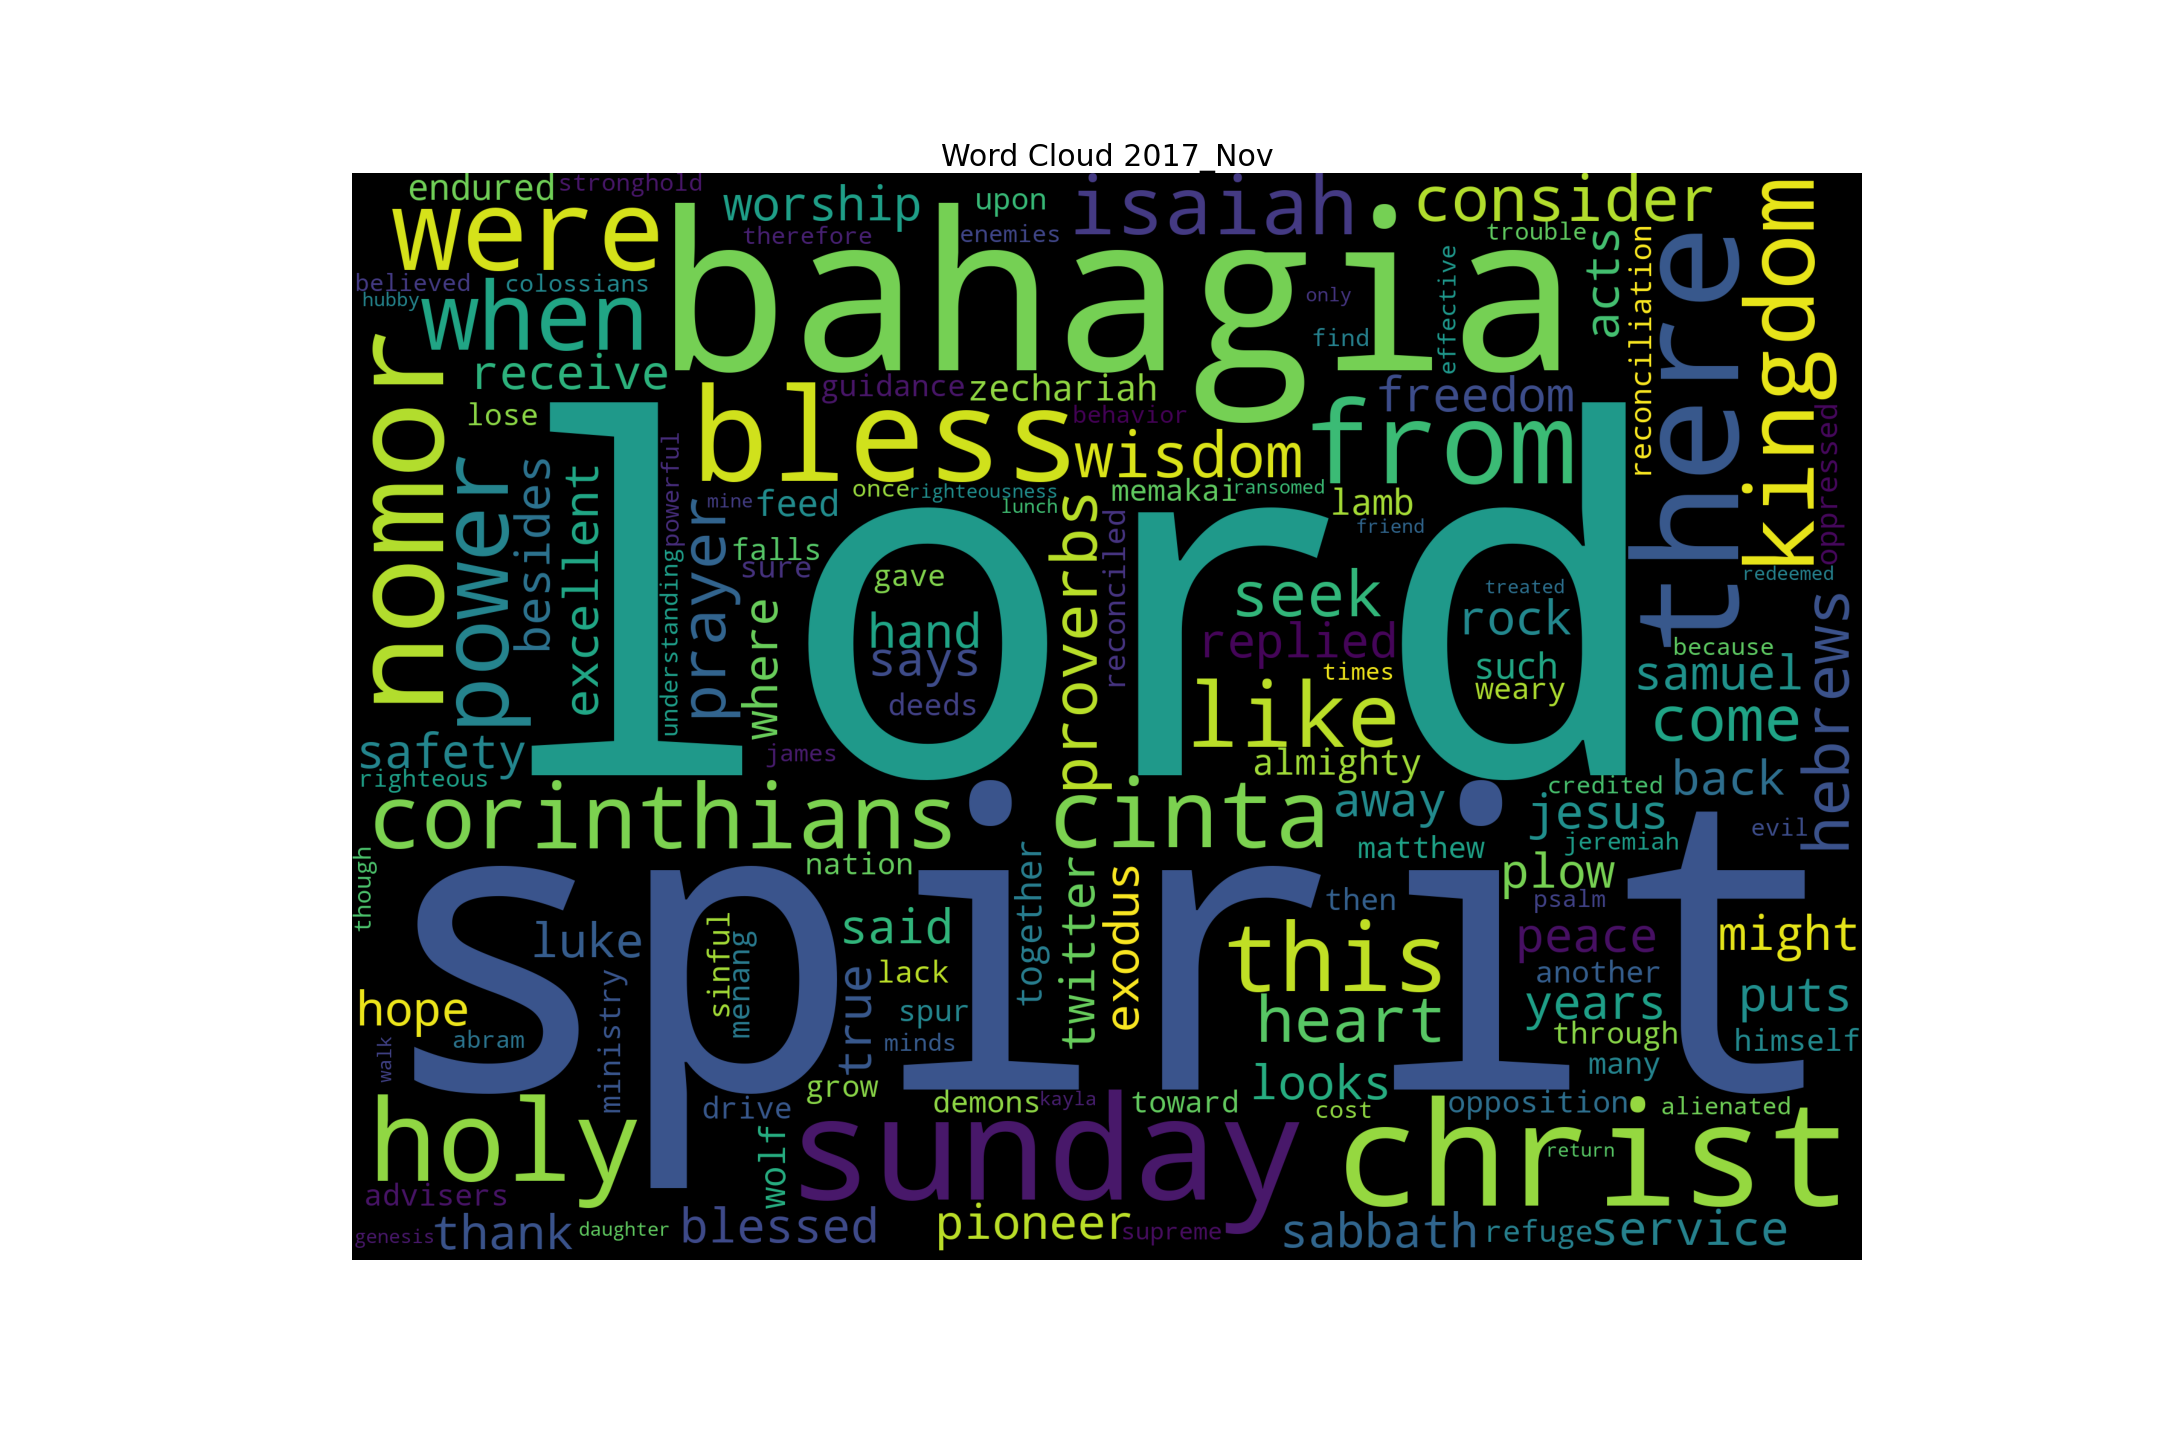 Word Cloud 2017_Nov
endured stronghold worship upon isaiah consider kingdom
were therefore enemies trouble acts there
believed colossians bahagia only reconciliation
hubby when find effective
nomor receive guidance zechariah freedom oppressed
lose bless behavior wisdom from
power besides excellent powerful mine feed once righteousness memakai ransomed lamb
lunch friend
lord
understanding prayer falls sure gave proverbs reconciled seek treated redeemed
where hand replied rock hebrews
says times such because
deeds like weary samuel
safety james almighty come
righteous credited back
corinthians cinta away jesus evil
though nation twitter matthew jeremiah
spirit
together exodus plow
luke sinful menang said then psalm might
true lack this peace
hope ministry spur heart another
walk abram minds years puts
grow looks through himself
drive demons kayla toward cost many
holy wolf sunday christ opposition alienated
advisers return
genesis thank daughter blessed pioneer supreme sabbath refuge service